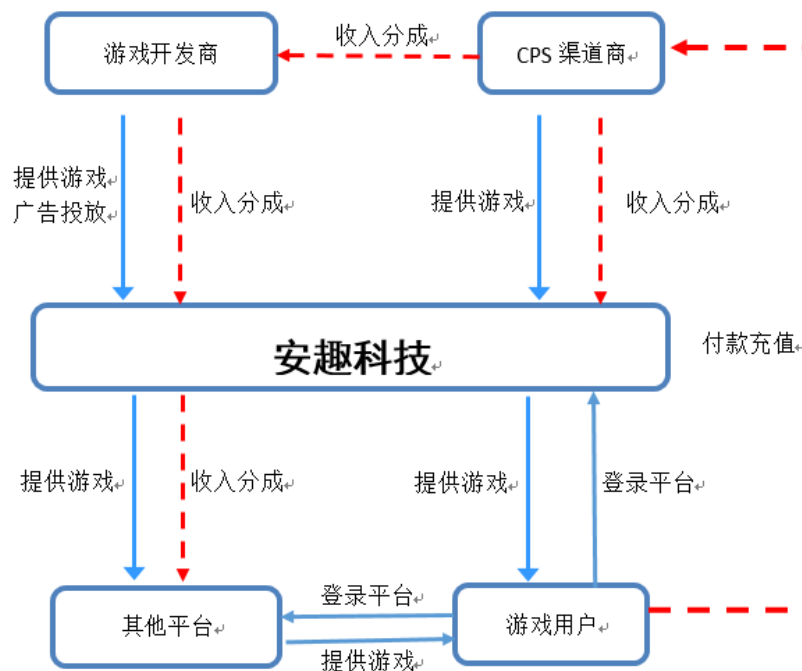 游戏开发商
收入分成
CPS 渠道商
提供游戏
广告投放
收入分成
提供游戏
收入分成
安趣科技
付款充值
提供游戏
收入分成
提供游戏
登录平台
其他平台
登录平台
提供游戏
游戏用户